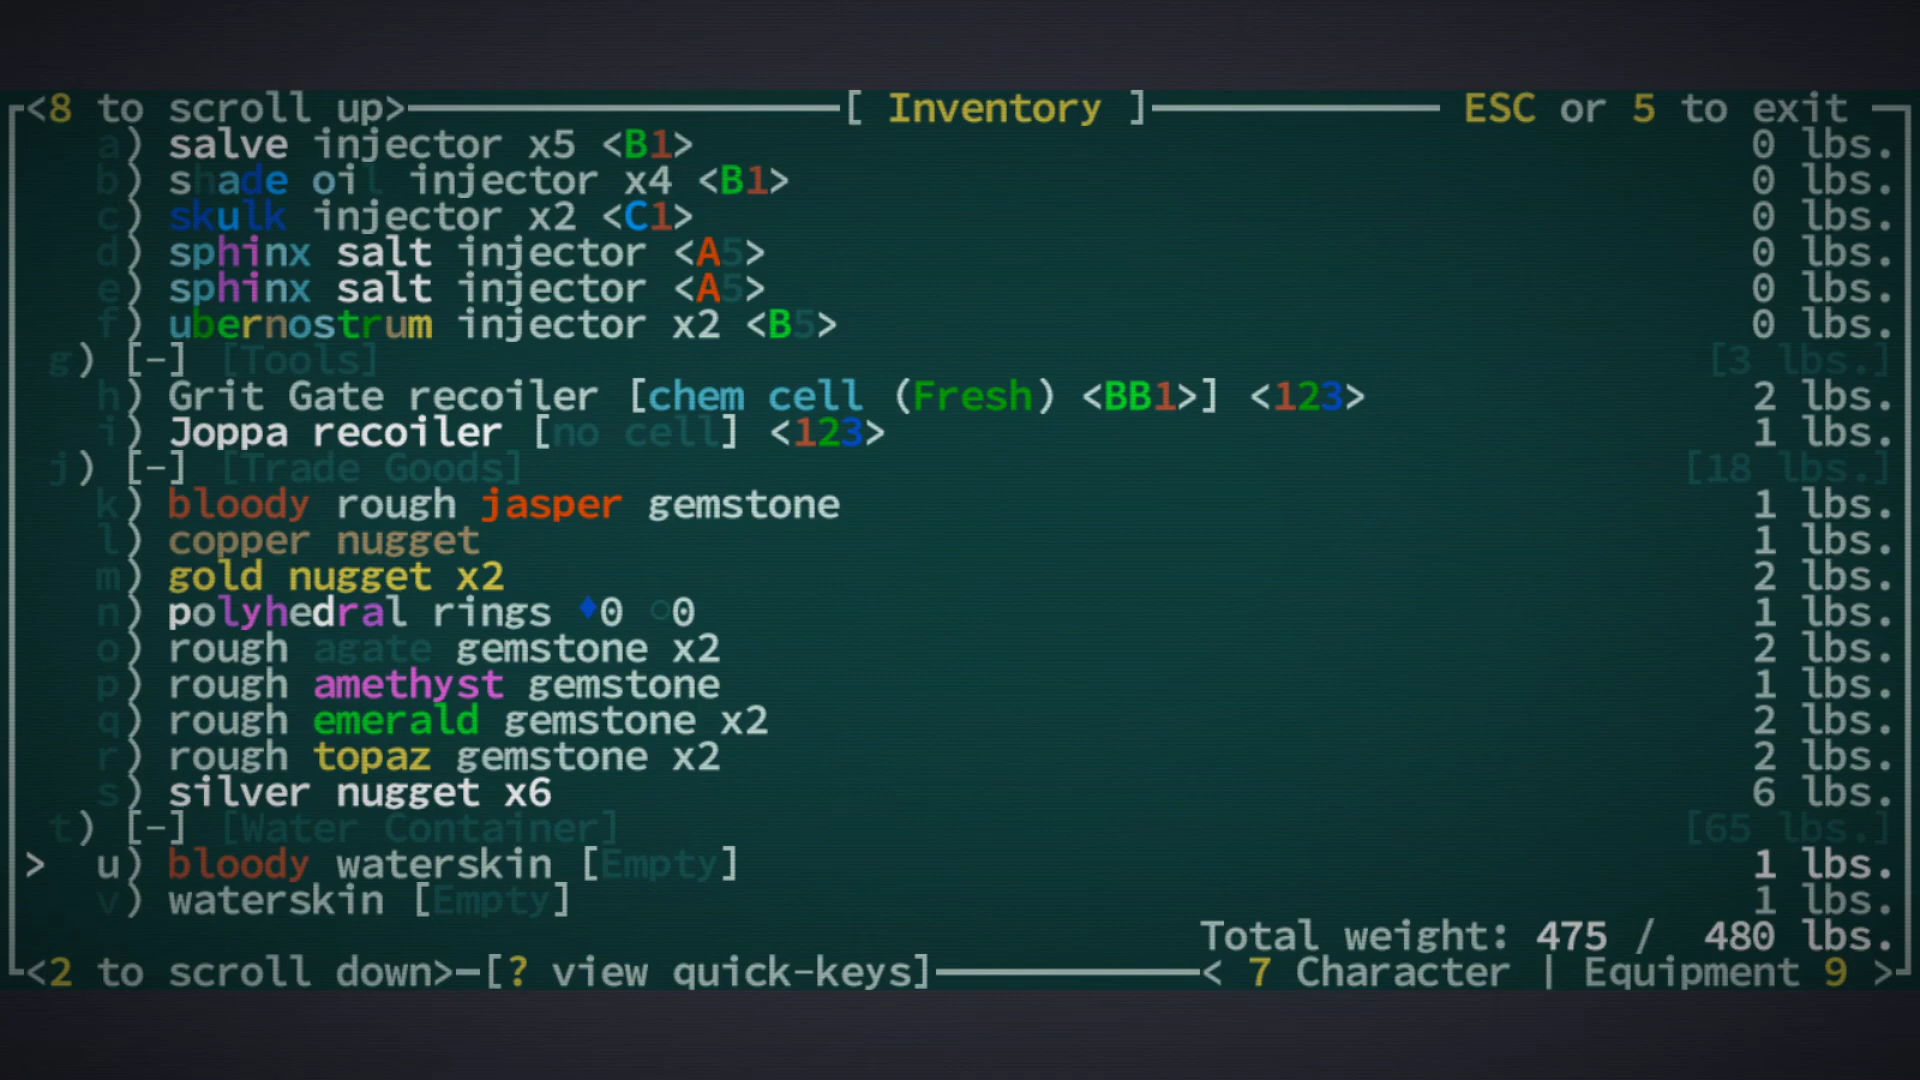 <8 to scroll up> [ Inventory ] ESC or 5 to exit
a) salve injector x5 <B1> 0 lbs.
b) shade oil injector x4 <B1> 0 lbs.
c) skulk injector x2 <C1> 0 lbs.
d) sphinx salt injector <A5> 0 lbs.
e) sphinx salt injector <A5> 0 lbs.
f) ubernostrum injector x2 <B5> 0 lbs.
g) [-] [Tools] [3 lbs.]
h) Grit Gate recoiler [chem cell (Fresh) <BB1>] <123> 2 lbs.
i) Joppa recoiler [no cell] <123> 1 lbs.
j) [-] [Trade Goods] [18 lbs.]
k) bloody rough jasper gemstone 1 lbs.
l) copper nugget 1 lbs.
m) gold nugget x2 2 lbs.
n) polyhedral rings ♦0 ○0 1 lbs.
o) rough agate gemstone x2 2 lbs.
p) rough amethyst gemstone 1 lbs.
q) rough emerald gemstone x2 2 lbs.
r) rough topaz gemstone x2 2 lbs.
s) silver nugget x6 6 lbs.
t) [-] [Water Container] [65 lbs.]
> u) bloody waterskin [Empty] 1 lbs.
v) waterskin [Empty] 1 lbs.
Total weight: 475 / 480 lbs.
<2 to scroll down> [? view quick-keys] < 7 Character | Equipment 9 >